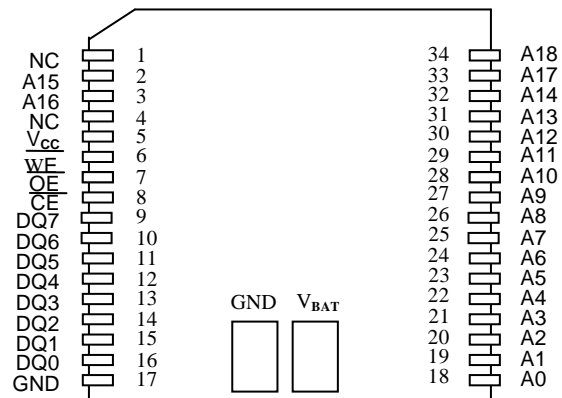 NC 1 34 A18
A15 2 33 A17
A16 3 32 A14
NC 4 31 A13
Vcc 5 30 A12
WE 6 29 A11
OE 7 28 A10
CE 8 27 A9
DQ7 9 26 A8
DQ6 10 25 A7
DQ5 11 24 A6
DQ4 12 23 A5
DQ3 13 22 A4
DQ2 14 21 A3
DQ1 15 20 A2
DQ0 16 19 A1
GND 17 18 A0
GND VBAT